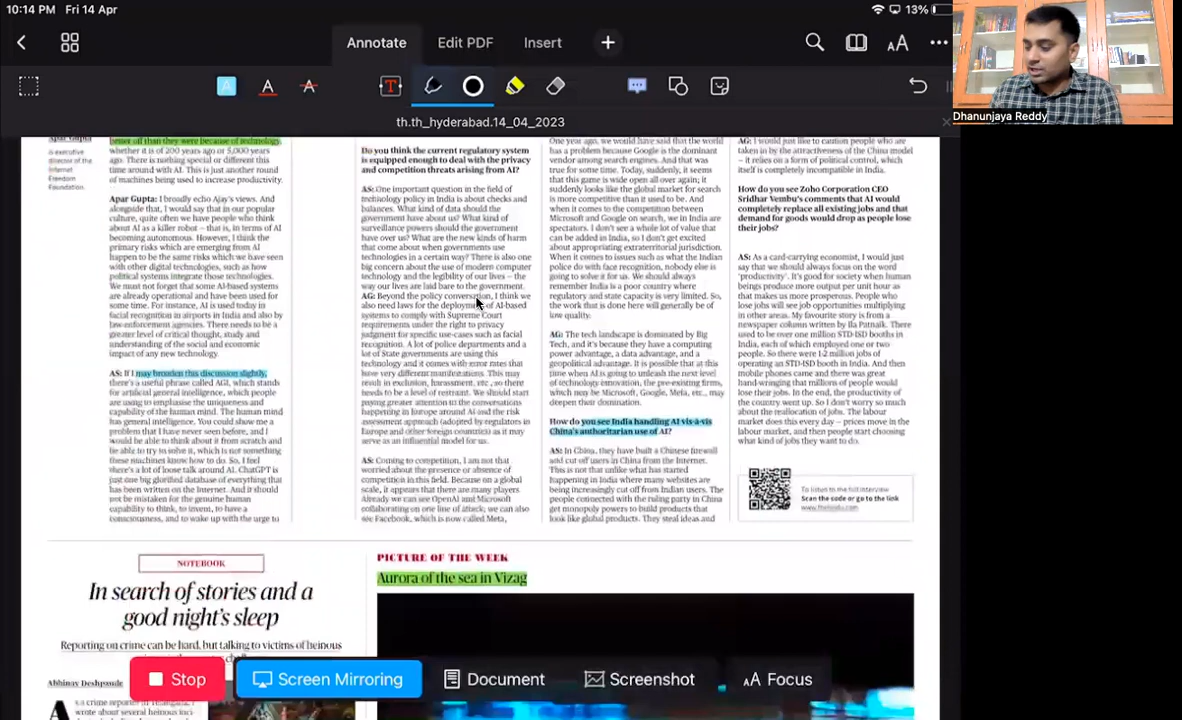 10:14 PM Fri 14 Apr
13%
Annotate
Edit PDF
Insert
AA
A
A
A
T
th.th_hyderabad.14_04_2023
Dhanunjaya Reddy
Apar Gupta
is executive
director of the
Internet
Freedom
Foundation.
better off than they were because of technology,
whether it is of 200 years ago or 5,000 years
ago. There is nothing special or different this
time around with AI. This is just another round
of machines being used to increase productivity.
Apar Gupta: I broadly echo Ajay's views. And
alongside that, I would say that in our popular
culture, quite often we have people who think
about AI as a killer robot – that is, in terms of AI
becoming autonomous. However, I think the
primary risks which are emerging from AI
happen to be the same risks which we have seen
with other digital technologies, such as how
political systems integrate those technologies.
We must not forget that some AI-based systems
are already operational and have been used for
some time. For instance, AI is used today in
facial recognition in airports in India and also by
law-enforcement agencies. There needs to be a
greater level of critical thought, study and
understanding of the social and economic
impact of any new technology.
AS: If I may broaden this discussion slightly,
there's a useful phrase called AGI, which stands
for artificial general intelligence, which people
are using to emphasise the uniqueness and
capability of the human mind. The human mind
has general intelligence. You could show me a
problem that I have never seen before, and I
would be able to think about it from scratch and
be able to try to solve it, which is not something
these machines know how to do. So, I feel
there's a lot of loose talk around AI. ChatGPT is
just one big glorified database of everything that
has been written on the Internet. And it should
not be mistaken for the genuine human
capability to think, to invent, to have a
consciousness, and to wake up with the urge to
Do you think the current regulatory system
is equipped enough to deal with the privacy
and competition threats arising from AI?
AS: One important question in the field of
technology policy in India is about checks and
balances. What kind of data should the
government have about us? What kind of
surveillance powers should the government
have over us? What are the new kinds of harm
that come about when governments use
technologies in a certain way? There is also one
big concern about the use of modern computer
technology and the legibility of our lives – the
way our lives are laid bare to the government.
AG: Beyond the policy conversation, I think we
also need laws for the deployment of AI-based
systems to comply with Supreme Court
requirements under the right to privacy
judgment for specific use-cases such as facial
recognition. A lot of police departments and a
lot of State governments are using this
technology and it comes with error rates that
have very different manifestations. This may
result in exclusion, harassment, etc., so there
needs to be a level of restraint. We should start
paying greater attention to the conversations
happening in Europe around AI and the risk
assessment approach (adopted by regulators in
Europe and other foreign countries) as it may
serve as an influential model for us.
AS: Coming to competition, I am not that
worried about the presence or absence of
competition in this field. Because on a global
scale, it appears that there are many players
Already we can see OpenAI and Microsoft
collaborating on one line of attack; we can also
see Facebook, which is now called Meta,
One year ago, we would have said that the world
has a problem because Google is the dominant
vendor among search engines. And that was
true for some time. Today, suddenly, it seems
that this game is wide open all over again; it
suddenly looks like the global market for search
is more competitive than it used to be. And
when it comes to the competition between
Microsoft and Google on search, we in India are
spectators. I don't see a whole lot of value that
can be added in India, so I don't get excited
about appropriating extraterritorial jurisdiction.
When it comes to issues such as what the Indian
police do with face recognition, nobody else is
going to solve it for us. We should always
remember India is a poor country where
regulatory and state capacity is very limited. So,
the work that is done here will generally be of
low quality.
AG: The tech landscape is dominated by Big
Tech, and it's because they have a computing
power advantage, a data advantage, and a
geopolitical advantage. It is possible that at this
time when AI is going to unleash the next level
of technology innovation, the pre-existing firms,
which may be Microsoft, Google, Meta, etc., may
deepen their domination.
How do you see India handling AI vis-à-vis
China's authoritarian use of AI?
AS: In China, they have built a Chinese firewall
and cut off users in China from the Internet.
This is not unlike what has started
happening in India where many websites are
being increasingly cut off from Indian users. The
people connected with the ruling party in China
get monopoly powers to build products that
look like global products. They steal ideas and
AG: I would just like to caution people who are
taken in by the attractiveness of the China model
– it relies on a form of political control, which
itself is completely incompatible in India.
How do you see Zoho Corporation CEO
Sridhar Vembu's comments that AI would
completely replace all existing jobs and that
demand for goods would drop as people lose
their jobs?
AS: As a card-carrying economist, I would just
say that we should always focus on the word
'productivity'. It's good for society when human
beings produce more output per unit hour as
that makes us more prosperous. People who
lose jobs will see job opportunities multiplying
in other areas. My favourite story is from a
newspaper column written by Ila Patnaik. There
used to be over one million STD-ISD booths in
India, each of which employed one or two
people. So there were 1-2 million jobs of
operating an STD-ISD booth in India. And then
mobile phones came and there was great
hand-wringing that millions of people would
lose their jobs. In the end, the productivity of
the country went up. So I don't worry so much
about the reallocation of jobs. The labour
market does this every day – prices move in the
labour market, and then people start choosing
what kind of jobs they want to do.
To listen to the full interview
Scan the code or go to the link
NOTEBOOK
In search of stories and a
good night's sleep
Reporting on crime can be hard, but talking to victims of heinous
Abhinay Deshpande
PICTURE OF THE WEEK
Aurora of the sea in Vizag
Stop
Screen Mirroring
Document
Screenshot
AA Focus